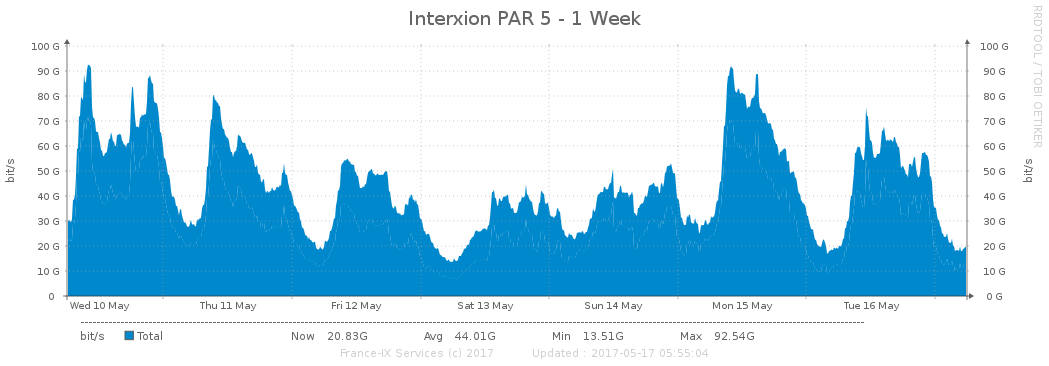 Interxion PAR 5 - 1 Week
RRDTOOL / TOBI OETIKER
100 G 100 G
90 G 90 G
80 G 80 G
70 G 70 G
60 G 60 G
50 G 50 G
40 G 40 G
30 G 30 G
20 G 20 G
10 G 10 G
0 0 G
bit/s bit/s
Wed 10 May Thu 11 May Fri 12 May Sat 13 May Sun 14 May Mon 15 May Tue 16 May
bit/s Total Now 20.83G Avg 44.01G Min 13.51G Max 92.54G
France-IX Services (c) 2017 Updated : 2017-05-17 05:55:04